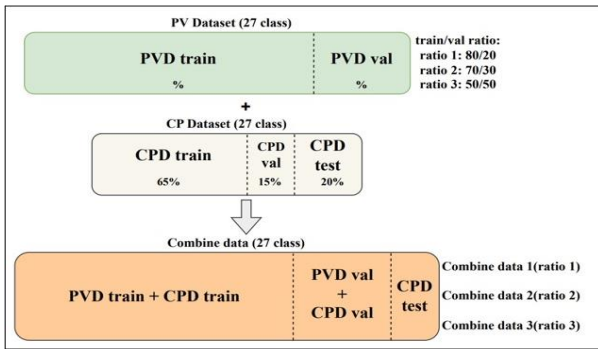 PV Dataset (27 class)
PVD train
%
PVD val
%
train/val ratio:
ratio 1: 80/20
ratio 2: 70/30
ratio 3: 50/50
+
CP Dataset (27 class)
CPD train
65%
CPD
val
15%
CPD
test
20%
Combine data (27 class)
PVD train + CPD train
PVD val
+
CPD val
CPD
test
Combine data 1(ratio 1)
Combine data 2(ratio 2)
Combine data 3(ratio 3)